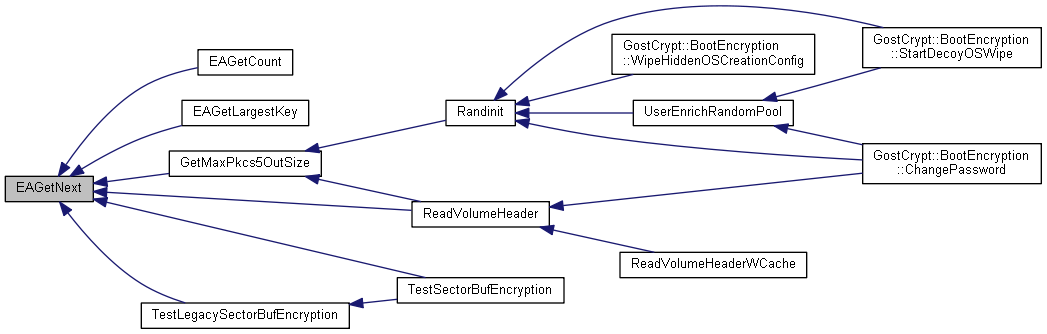 EAGetNext
EAGetCount
EAGetLargestKey
GetMaxPkcs5OutSize
TestLegacySectorBufEncryption
Randinit
ReadVolumeHeader
TestSectorBufEncryption
GostCrypt::BootEncryption
::WipeHiddenOSCreationConfig
UserEnrichRandomPool
ReadVolumeHeaderWCache
GostCrypt::BootEncryption
::StartDecoyOSWipe
GostCrypt::BootEncryption
::ChangePassword